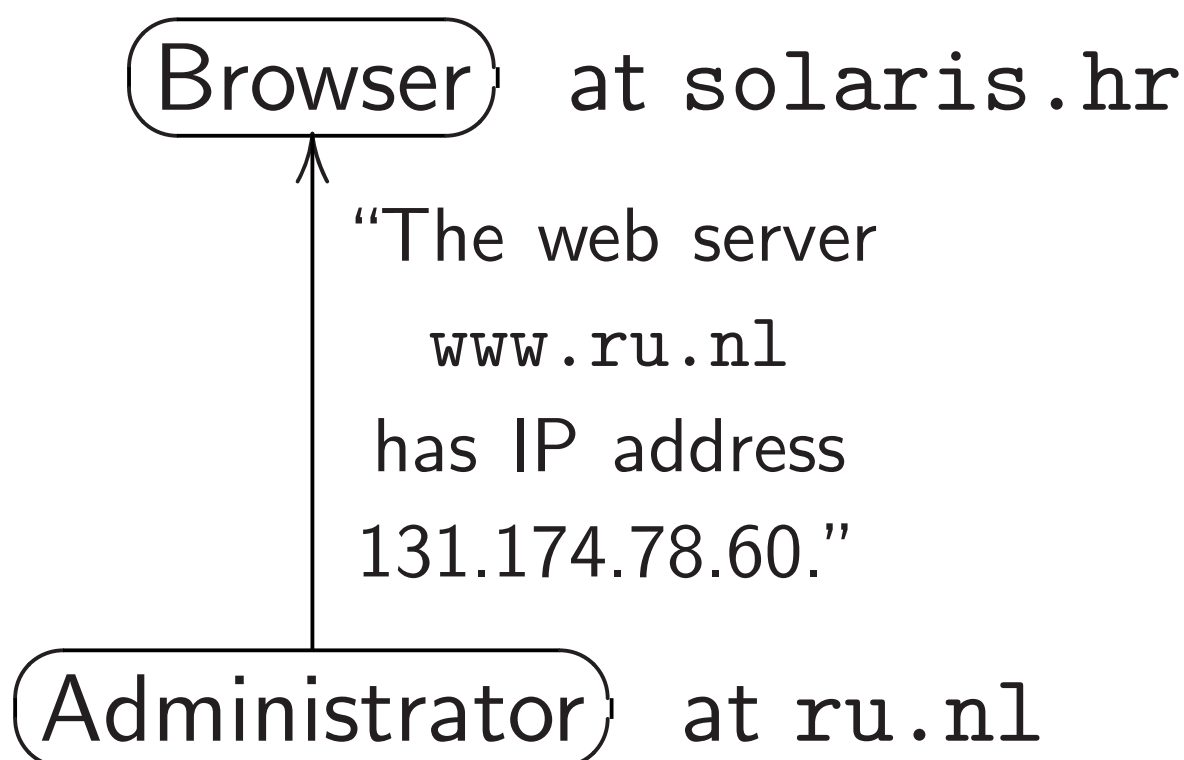 Browser at solaris.hr
“The web server
www.ru.nl
has IP address
131.174.78.60.”
Administrator at ru.nl